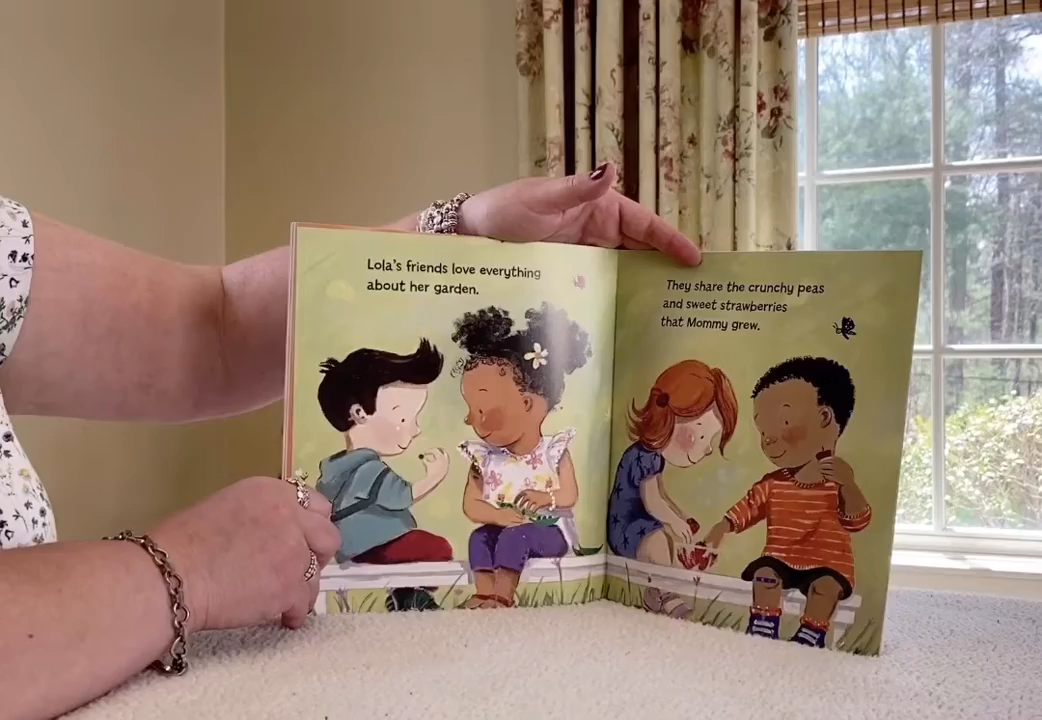 Lola's friends love everything
about her garden.
They share the crunchy peas
and sweet strawberries
that Mommy grew.